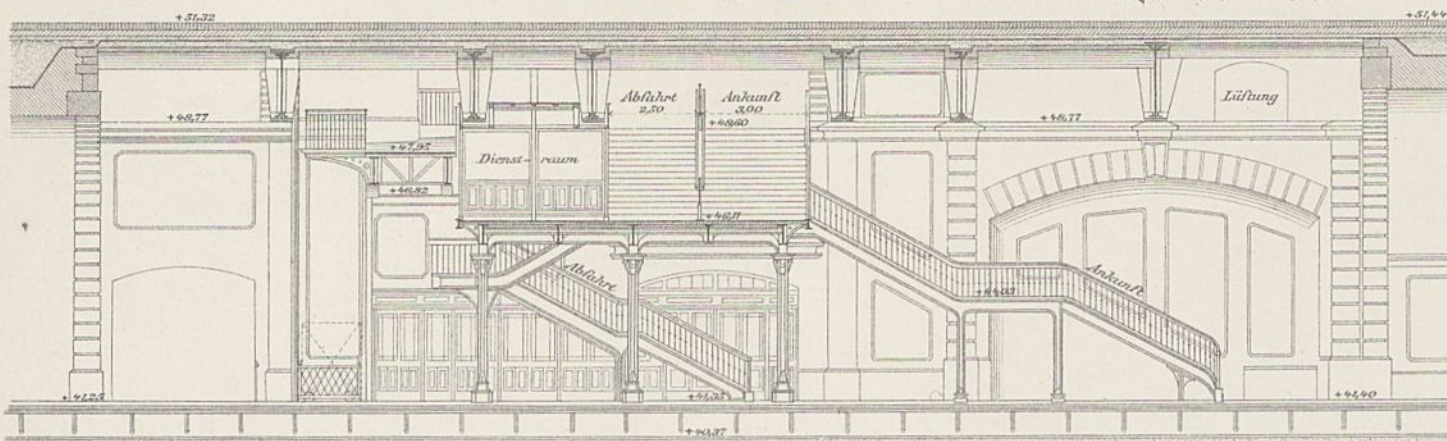 +51,32
+51,44
Abfahrt
2,50
Ankunft
3,00
Lüftung
+48,77
+48,60
+48,77
+47,95
Dienst-raum
+46,82
+46,11
Abfahrt
Ankunft
+44,03
+41,25
+41,35
+41,40
+40,37